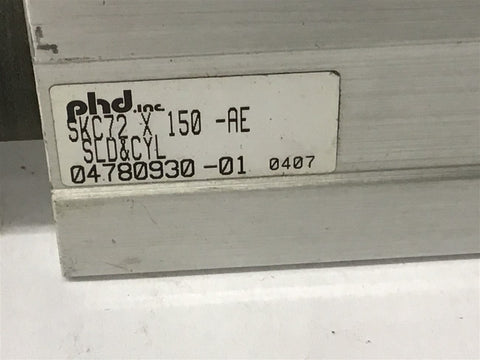 phd.inc
SKC72 X 150 -AE
SLD&CYL
04780930-01 0407